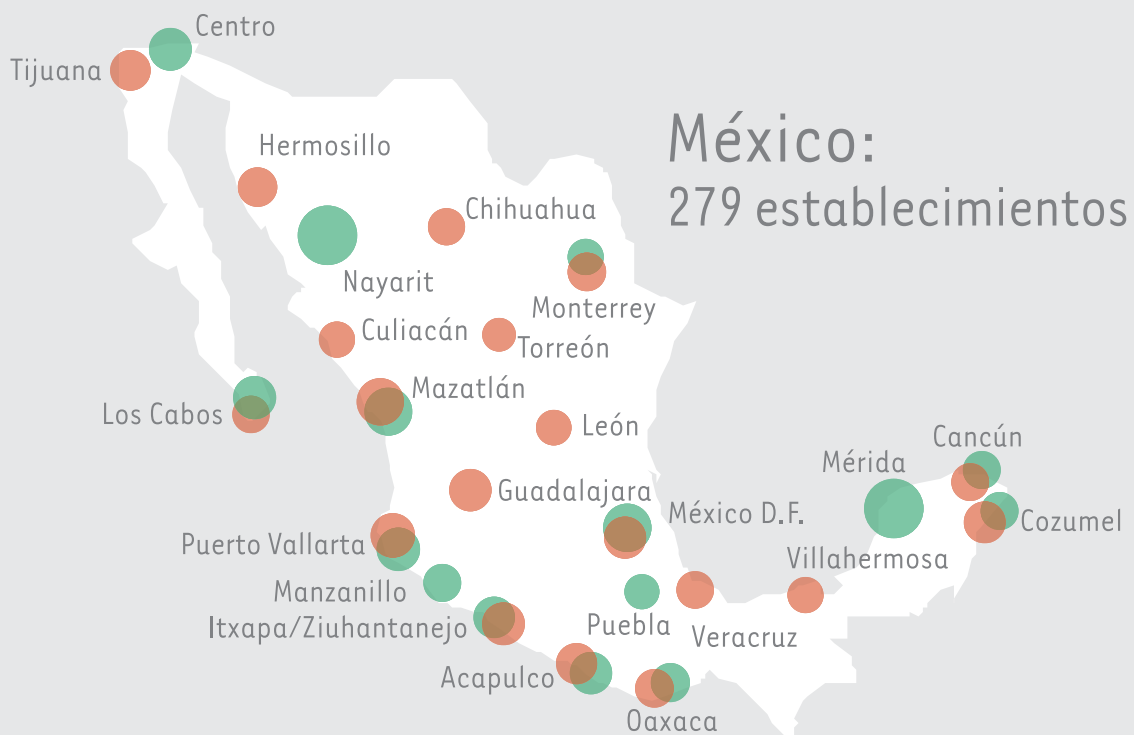 Centro
Tijuana
México:
279 establecimientos
Hermosillo
Chihuahua
Nayarit
Monterrey
Culiacán
Torreón
Mazatlán
Los Cabos
León
Cancún
Mérida
Guadalajara
México D.F.
Cozumel
Puerto Vallarta
Villahermosa
Manzanillo
Itxapa/Ziuhantanejo
Puebla
Veracruz
Acapulco
Oaxaca